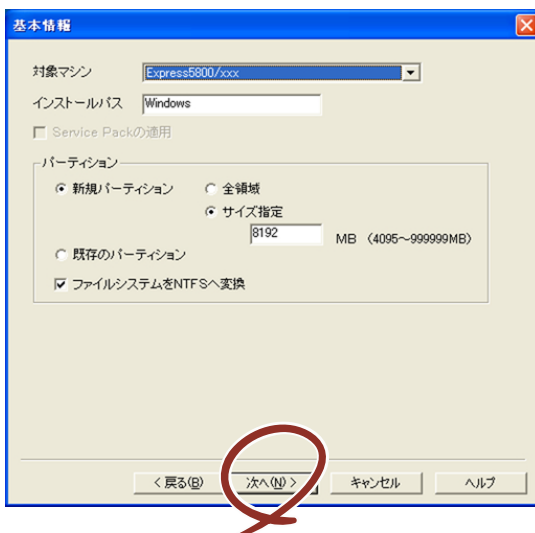 基本情報
対象マシン Express5800/xxx
インストールパス Windows
Service Packの適用
パーティション
新規パーティション 全領域
サイズ指定
8192 MB (4095～999999MB)
既存のパーティション
ファイルシステムをNTFSへ変換
< 戻る(B) 次へ(N) > キャンセル ヘルプ